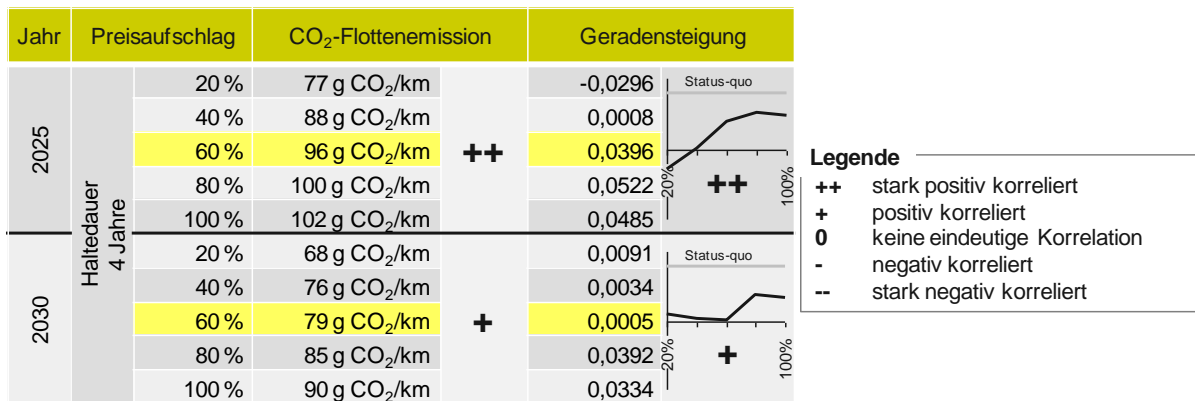 Jahr Preisaufschlag CO₂-Flottenemission Geradensteigung
2025
Haltedauer
4 Jahre
20 % 77 g CO₂/km -0,0296
40 % 88 g CO₂/km 0,0008
60 % 96 g CO₂/km ++ 0,0396
80 % 100 g CO₂/km 0,0522
100 % 102 g CO₂/km 0,0485
Status-quo
20% ++ 100%
2030
20 % 68 g CO₂/km 0,0091
40 % 76 g CO₂/km 0,0034
60 % 79 g CO₂/km + 0,0005
80 % 85 g CO₂/km 0,0392
100 % 90 g CO₂/km 0,0334
Status-quo
20% + 100%
Legende
++ stark positiv korreliert
+ positiv korreliert
0 keine eindeutige Korrelation
- negativ korreliert
-- stark negativ korreliert